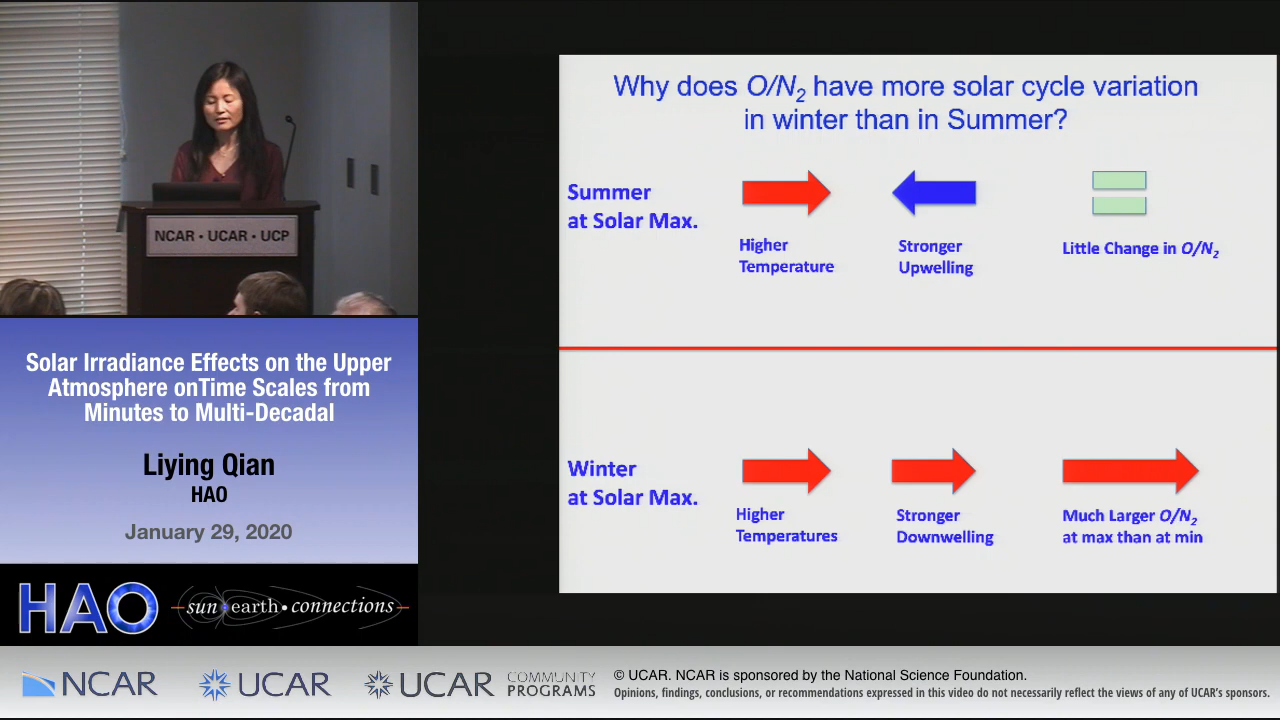 NCAR • UCAR • UCP
Solar Irradiance Effects on the Upper
Atmosphere onTime Scales from
Minutes to Multi-Decadal
Liying Qian
HAO
January 29, 2020
HAO
sun earth • connections
Why does O/N2 have more solar cycle variation
in winter than in Summer?
Summer
at Solar Max.
Higher
Temperature
Stronger
Upwelling
Little Change in O/N2
Winter
at Solar Max.
Higher
Temperatures
Stronger
Downwelling
Much Larger O/N2
at max than at min
NCAR
UCAR
UCAR
COMMUNITY
PROGRAMS
© UCAR. NCAR is sponsored by the National Science Foundation.
Opinions, findings, conclusions, or recommendations expressed in this video do not necessarily reflect the views of any of UCAR's sponsors.